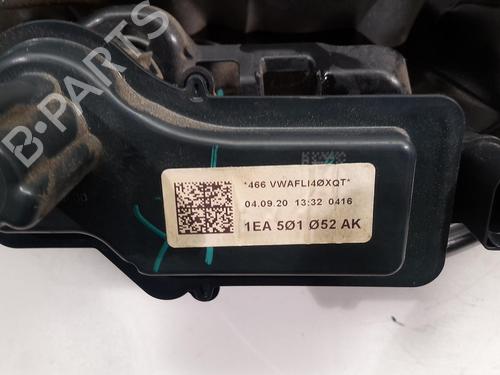 B-PARTS
*466 VWAFLI4ØXQT*
04.09.20 13:32 0416
1EA 5Ø1 Ø52 AK